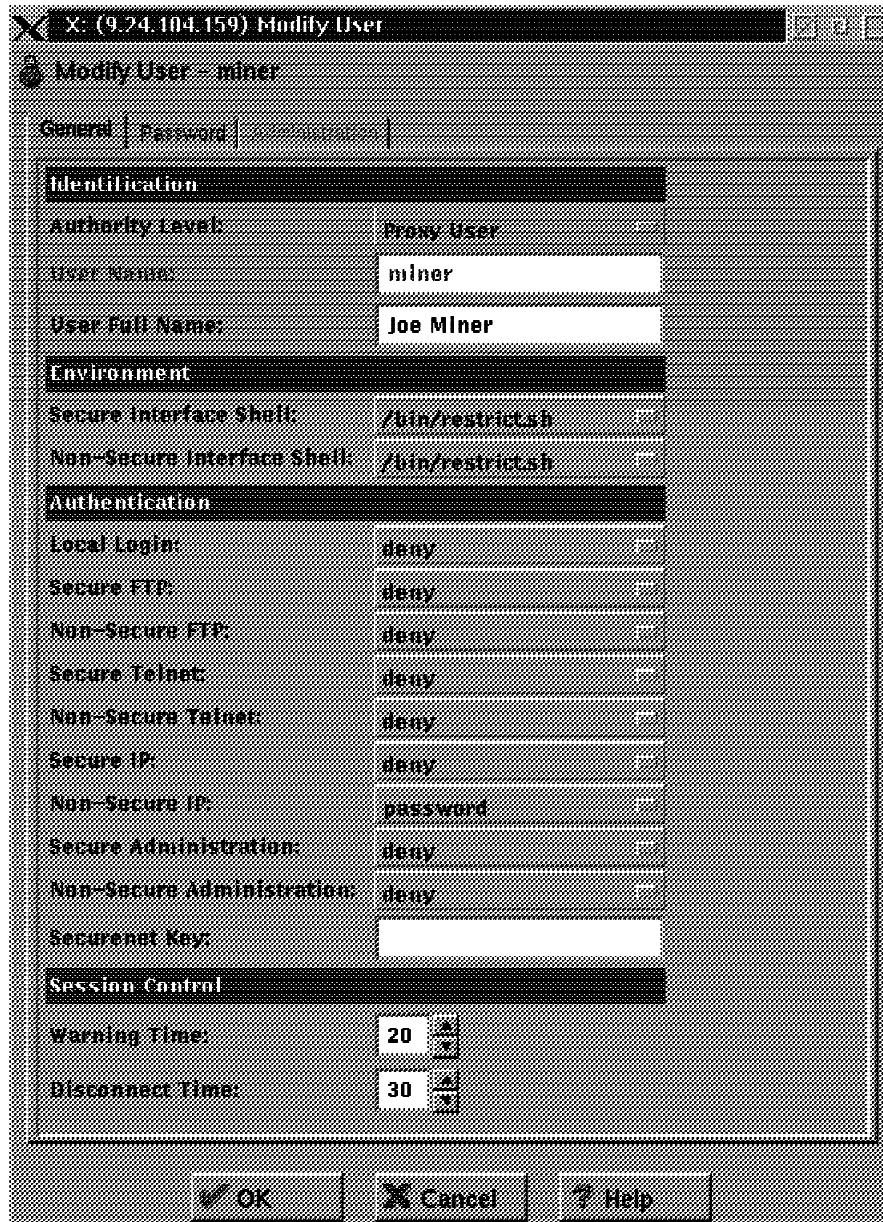 X: (9.24.104.159) Modify User
Modify User - miner
General Password Administration
Identification
Authority Level: Proxy User
User Name: miner
User Full Name: Joe Miner
Environment
Secure Interface Shell: /bin/restrict.sh
Non-Secure Interface Shell: /bin/restrict.sh
Authentication
Local Login: deny
Secure FTP: deny
Non-Secure FTP: deny
Secure Telnet: deny
Non-Secure Telnet: deny
Secure IP: deny
Non-Secure IP: password
Secure Administration: deny
Non-Secure Administration: deny
Securenet Key:
Session Control
Warning Time: 20
Disconnect Time: 30
OK Cancel ? Help